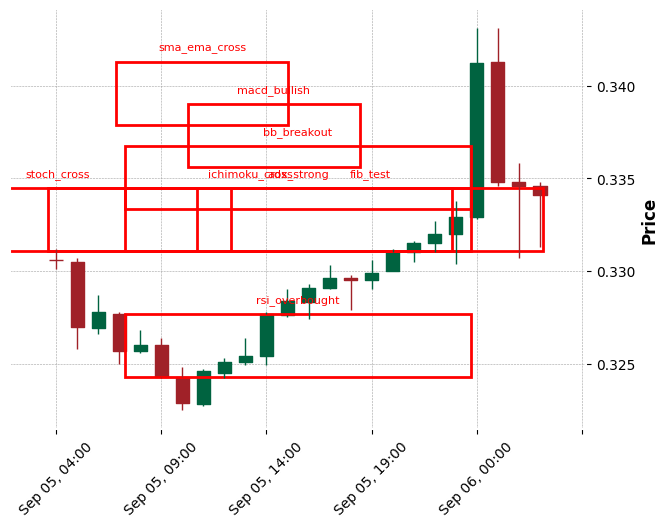 sma_ema_cross
macd_bullish
bb_breakout
stoch_cross
adx_strong
fib_test
rsi_overbought
0.340
0.335
0.330
0.325
Price
Sep 05, 04:00
Sep 05, 09:00
Sep 05, 14:00
Sep 05, 19:00
Sep 06, 00:00